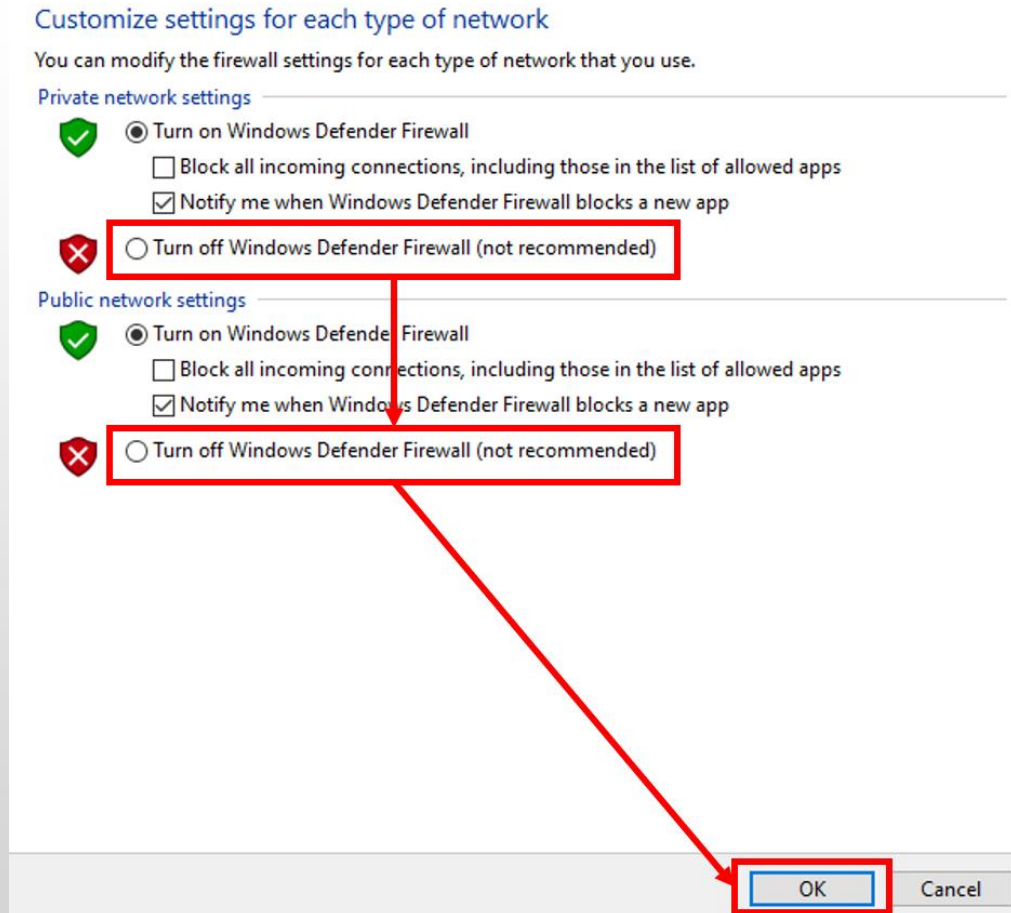 Customize settings for each type of network
You can modify the firewall settings for each type of network that you use.
Private network settings
Turn on Windows Defender Firewall
Block all incoming connections, including those in the list of allowed apps
Notify me when Windows Defender Firewall blocks a new app
Turn off Windows Defender Firewall (not recommended)
Public network settings
Turn on Windows Defender Firewall
Block all incoming connections, including those in the list of allowed apps
Notify me when Windows Defender Firewall blocks a new app
Turn off Windows Defender Firewall (not recommended)
OK Cancel